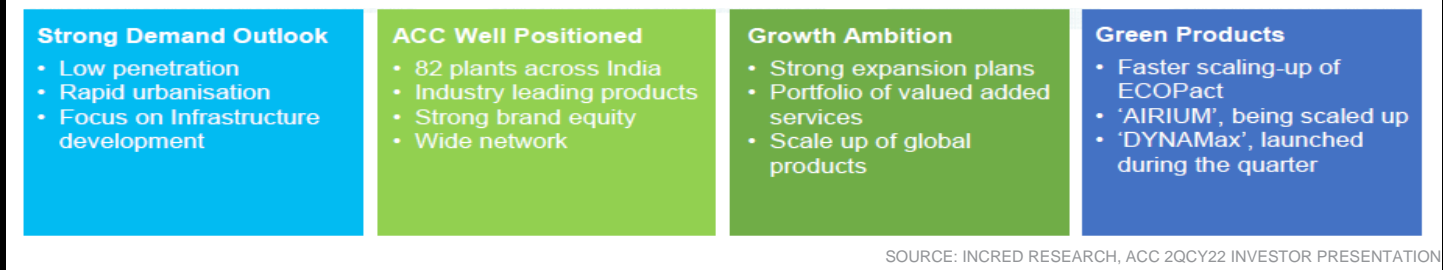 Strong Demand Outlook
• Low penetration
• Rapid urbanisation
• Focus on Infrastructure
development
ACC Well Positioned
• 82 plants across India
• Industry leading products
• Strong brand equity
• Wide network
Growth Ambition
• Strong expansion plans
• Portfolio of valued added
services
• Scale up of global
products
Green Products
• Faster scaling-up of
ECOPact
• ‘AIRIUM’, being scaled up
• ‘DYNAMax’, launched
during the quarter
SOURCE: INCRED RESEARCH, ACC 2QCY22 INVESTOR PRESENTATION